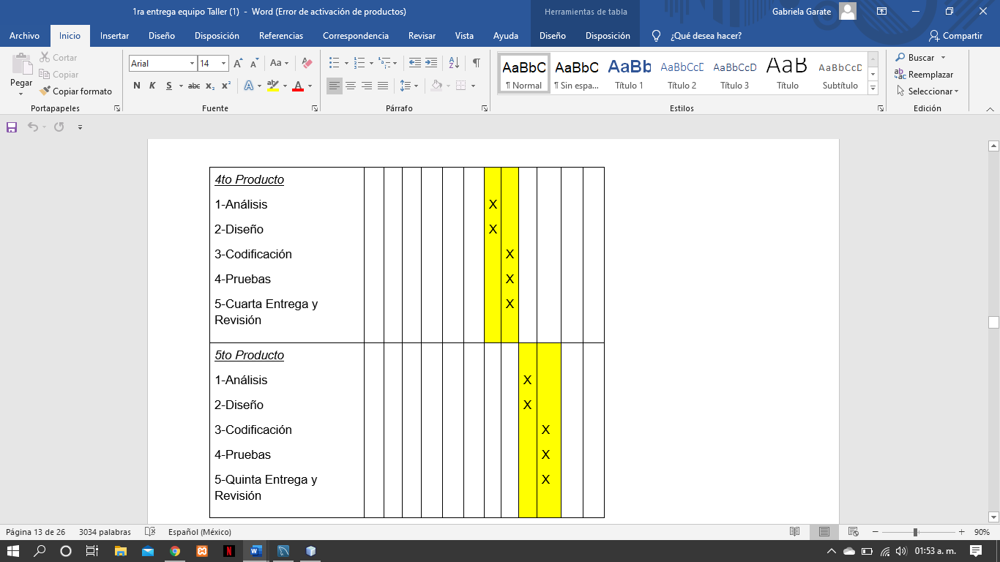 1ra entrega equipo Taller (1) - Word (Error de activación de productos)
Herramientas de tabla
Gabriela Garate
Archivo Inicio Insertar Diseño Disposición Referencias Correspondencia Revisar Vista Ayuda Diseño Disposición ¿Qué desea hacer? Compartir
Pegar
Cortar
Copiar
Copiar formato
Portapapeles
Arial 14
N K S abc x₂ x²
Fuente
Párrafo
AaBbC AaBbC AaBb AaBbCcD AaBbCcD AaB AaBbCcD
¶ Normal ¶ Sin espa... Título 1 Título 2 Título 3 Título Subtítulo
Estilos
Buscar
Reemplazar
Seleccionar
Edición
4to Producto
1-Análisis X
2-Diseño X
3-Codificación X
4-Pruebas X
5-Cuarta Entrega y X
Revisión
5to Producto
1-Análisis X
2-Diseño X
3-Codificación X
4-Pruebas X
5-Quinta Entrega y X
Revisión
Página 13 de 26 3034 palabras Español (México) 90%
01:53 a. m.